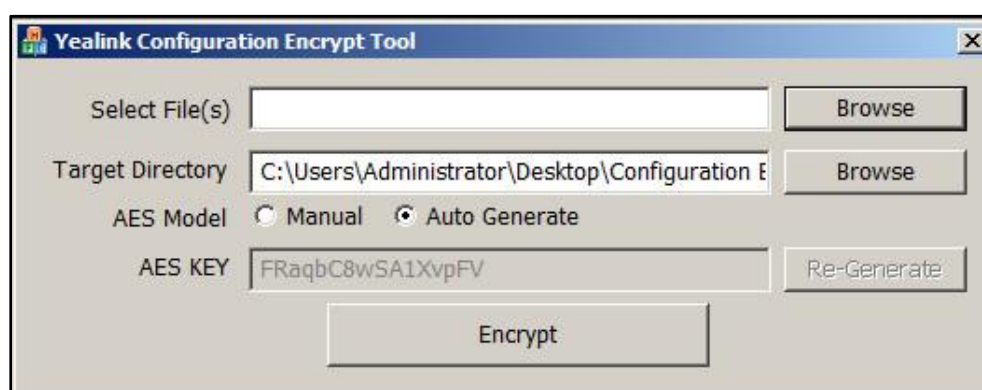 Yealink Configuration Encrypt Tool
Select File(s) Browse
Target Directory C:\Users\Administrator\Desktop\Configuration E Browse
AES Model Manual Auto Generate
AES KEY FRaqbC8wSA1XvpFV Re-Generate
Encrypt